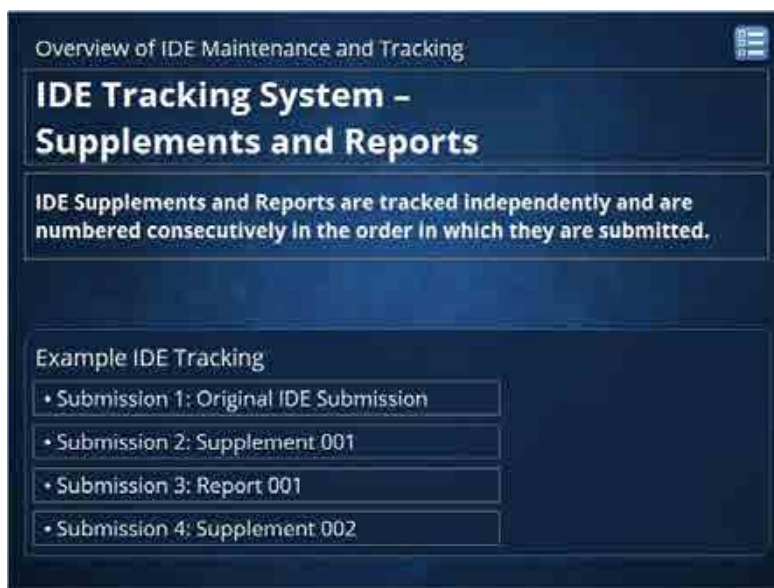 Overview of IDE Maintenance and Tracking
IDE Tracking System –
Supplements and Reports
IDE Supplements and Reports are tracked independently and are
numbered consecutively in the order in which they are submitted.
Example IDE Tracking
• Submission 1: Original IDE Submission
• Submission 2: Supplement 001
• Submission 3: Report 001
• Submission 4: Supplement 002